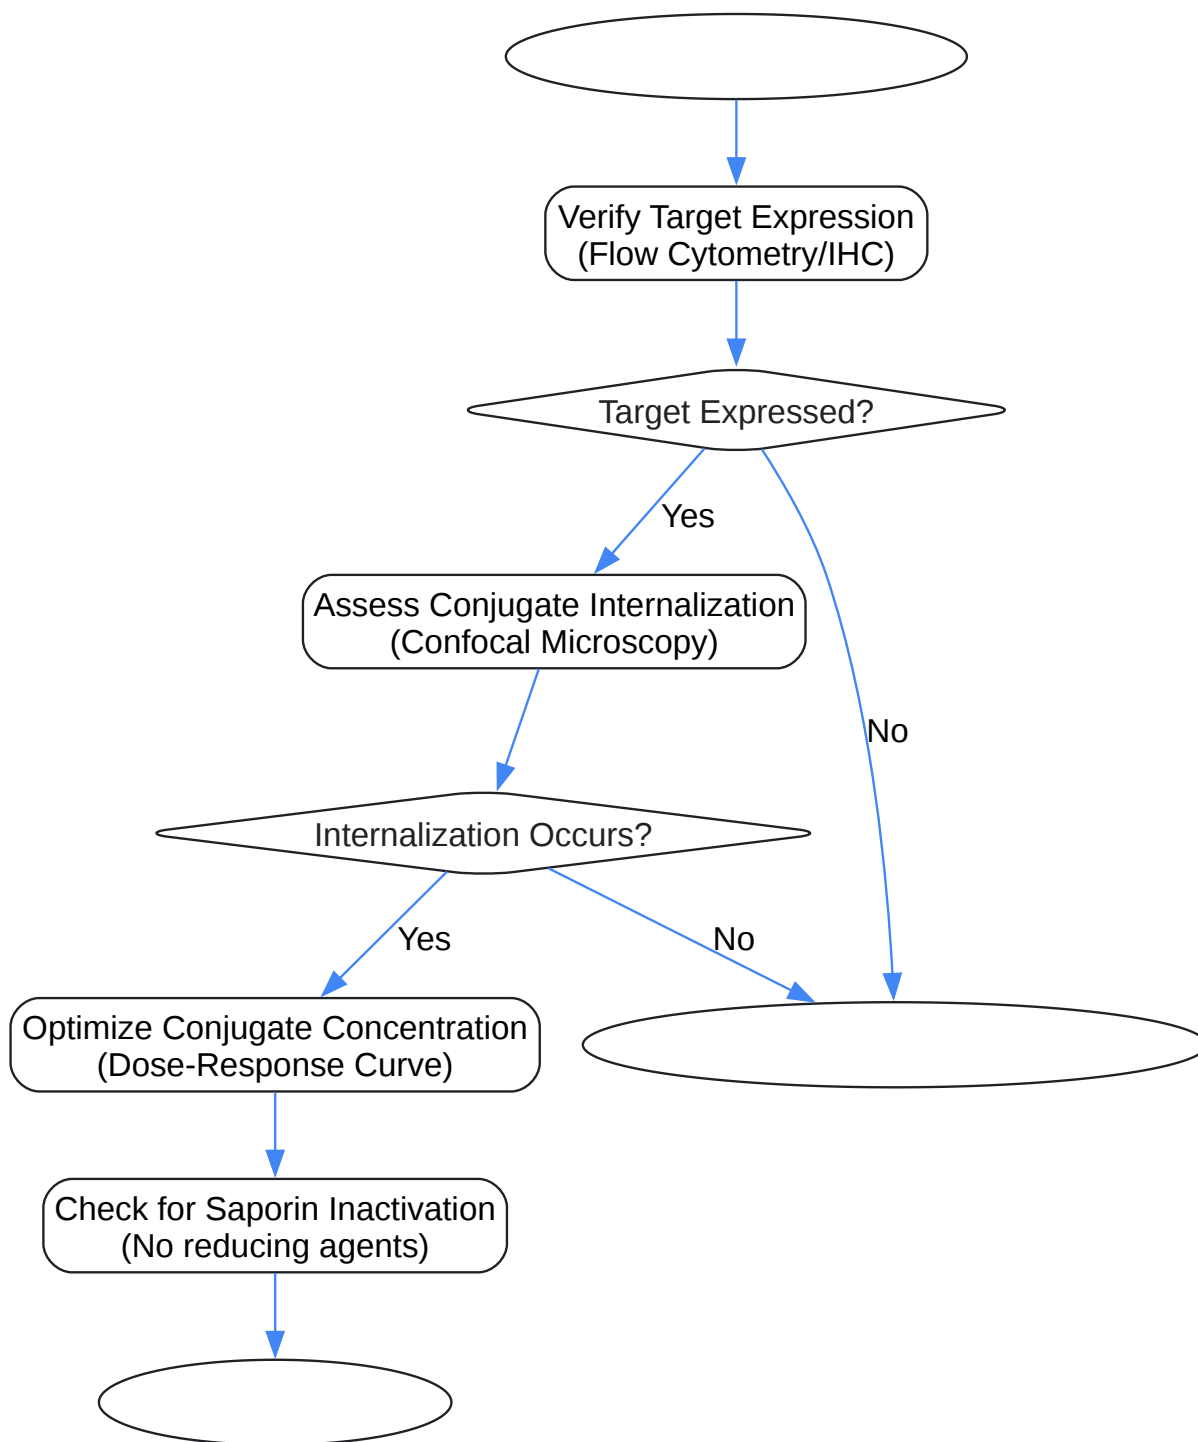 Verify Target Expression
(Flow Cytometry/IHC)
Target Expressed?
Yes
Assess Conjugate Internalization
(Confocal Microscopy)
No
Internalization Occurs?
Yes
No
Optimize Conjugate Concentration
(Dose-Response Curve)
Check for Saporin Inactivation
(No reducing agents)